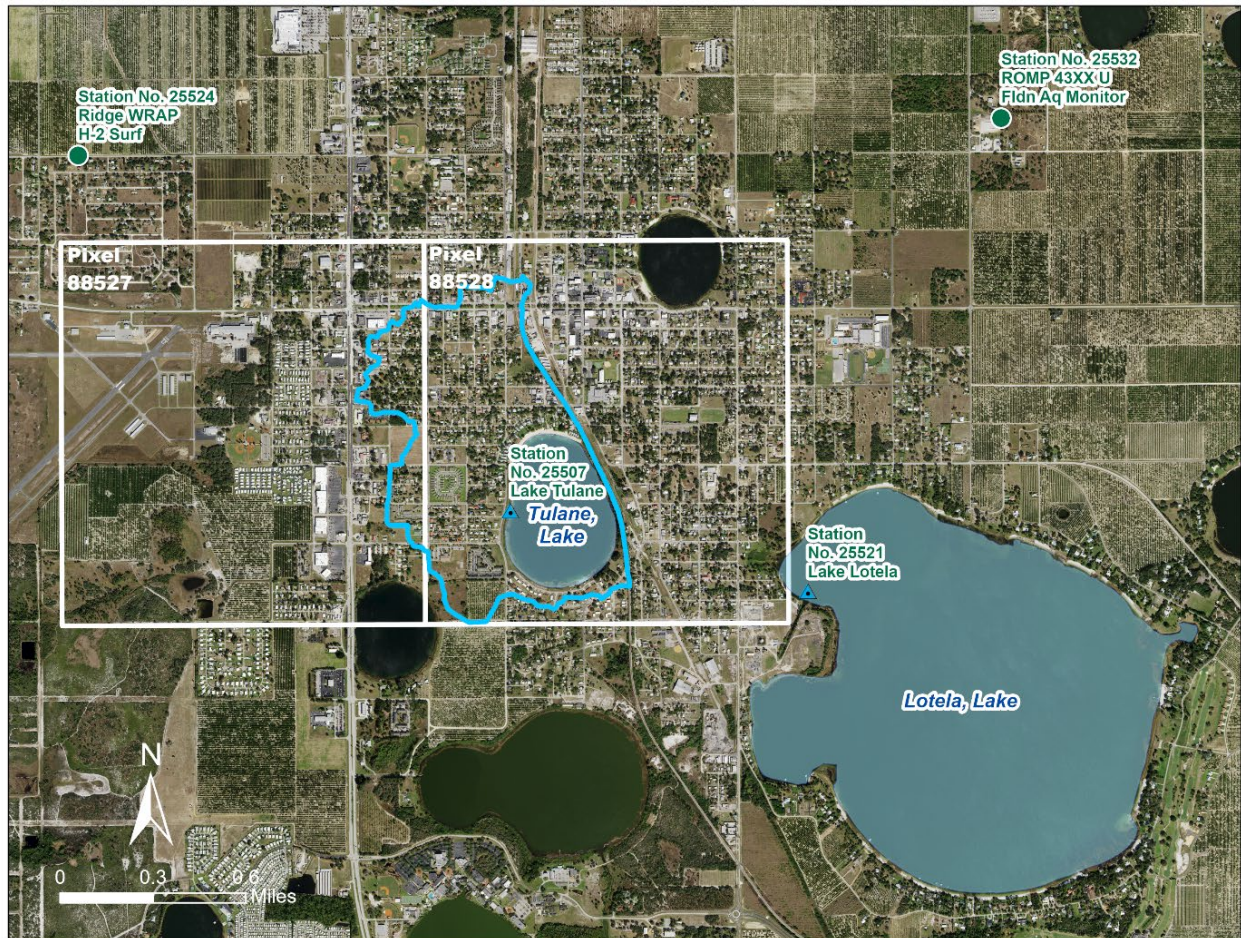 Station No. 25524
Ridge WRAP
H-2 Surf
Station No. 25532
ROMP 43XX U
Fldn Aq Monitor
Pixel
88527
Pixel
88528
Station
No. 25507
Lake Tulane
Tulane,
Lake
Station
No. 25521
Lake Lotela
Lotela, Lake
N
0 0.3 0.6
Miles